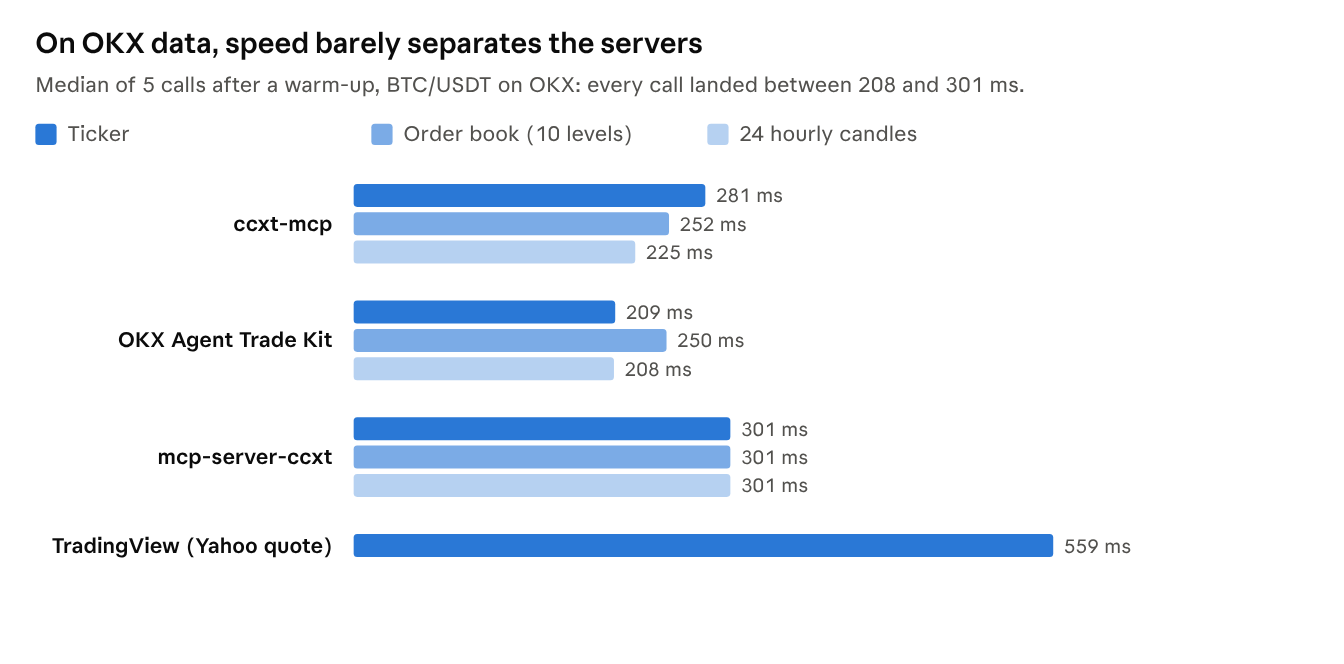 On OKX data, speed barely separates the servers
Median of 5 calls after a warm-up, BTC/USDT on OKX: every call landed between 208 and 301 ms.
Ticker
Order book (10 levels)
24 hourly candles
ccxt-mcp
281 ms
252 ms
225 ms
OKX Agent Trade Kit
209 ms
250 ms
208 ms
mcp-server-ccxt
301 ms
301 ms
301 ms
TradingView (Yahoo quote)
559 ms